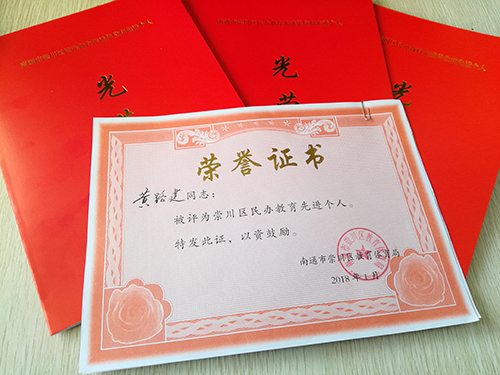 光
光
荣誉证书
黄路建同志：
被评为崇川区民办教育先进个人。
特发此证，以资鼓励。
南通市崇川区教育体育局
2018年1月